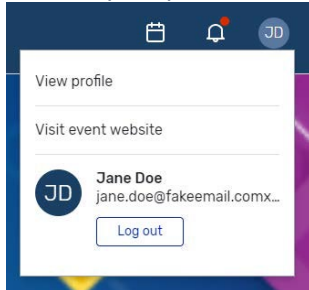 JD
View profile
Visit event website
JD
Jane Doe
jane.doe@fakeemail.comx...
Log out